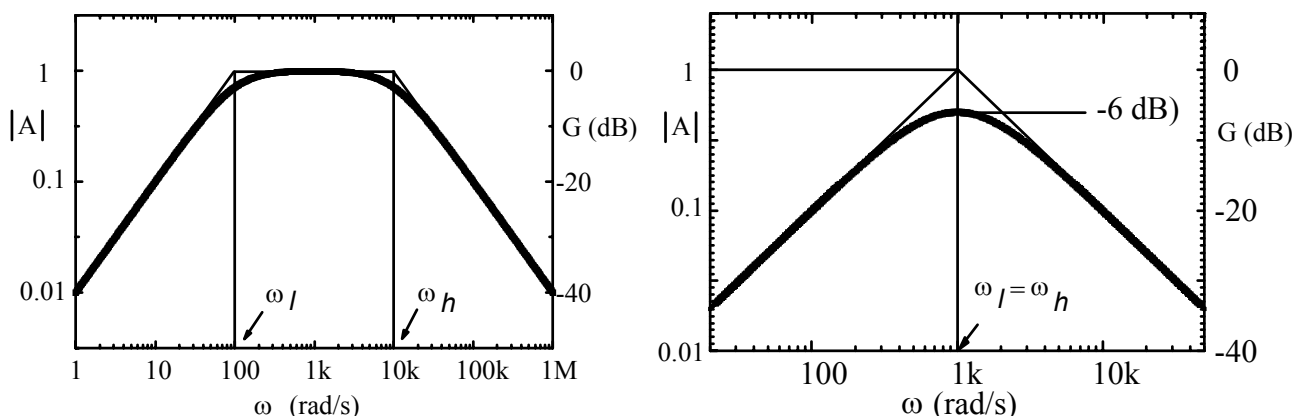 1
0
|A|
G (dB)
0.1
-20
0.01
-40
ω l
ω h
1 10 100 1k 10k 100k 1M
ω (rad/s)
1
0
-6 dB)
|A|
G (dB)
0.1
-20
ω l = ω h
0.01
-40
100 1k 10k
ω (rad/s)